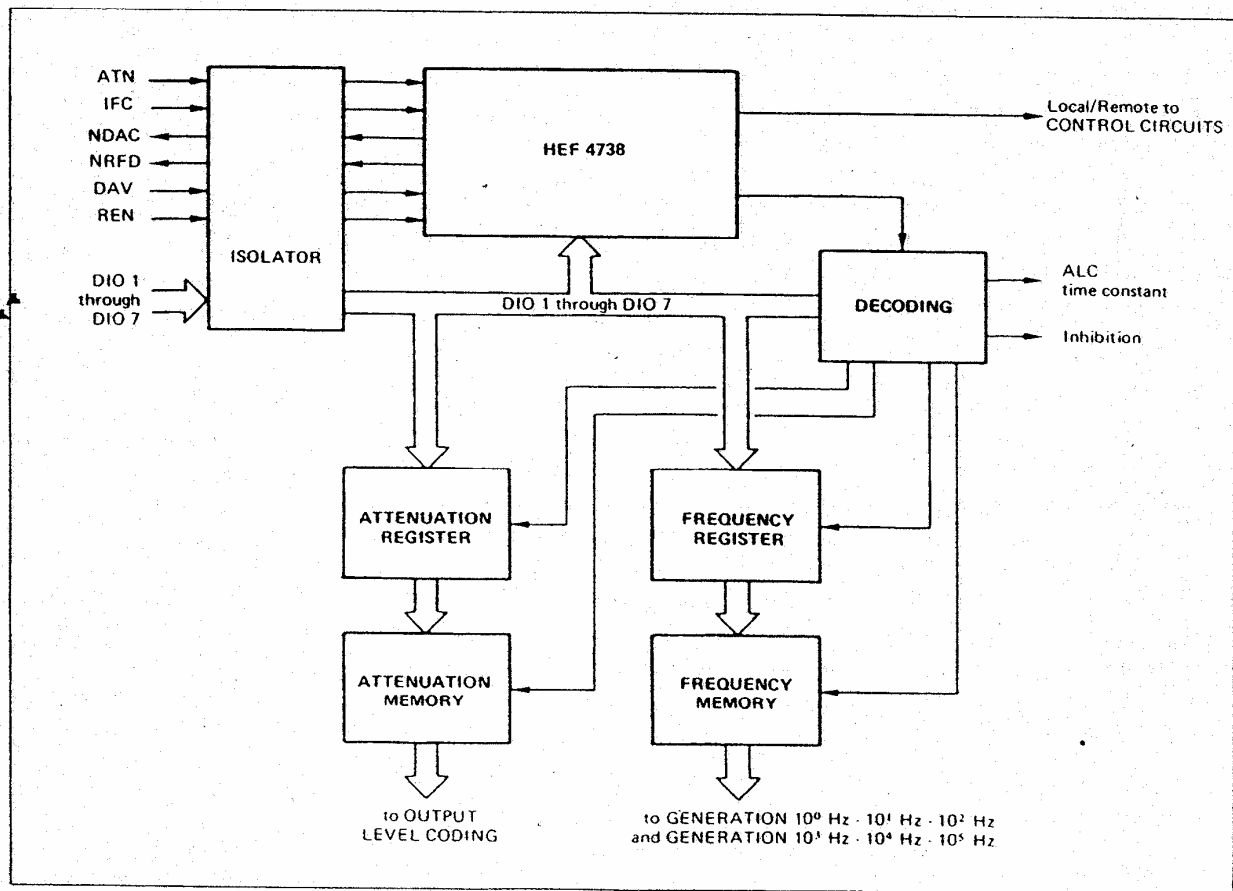 ATN
IFC
NDAC
NRFD
DAV
REN
DIO 1
through
DIO 7
ISOLATOR
HEF 4738
Local/Remote to
CONTROL CIRCUITS
DIO 1 through DIO 7
DECODING
ALC
time constant
Inhibition
ATTENUATION
REGISTER
FREQUENCY
REGISTER
ATTENUATION
MEMORY
FREQUENCY
MEMORY
to OUTPUT
LEVEL CODING
to GENERATION 10⁰ Hz · 10¹ Hz · 10² Hz
and GENERATION 10³ Hz · 10⁴ Hz · 10⁵ Hz